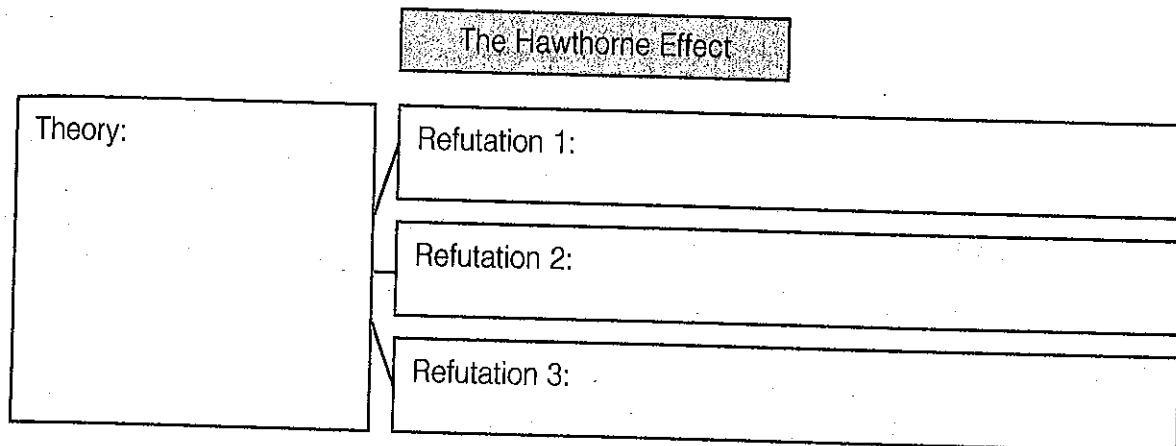 The Hawthorne Effect
Theory:
Refutation 1:
Refutation 2:
Refutation 3: